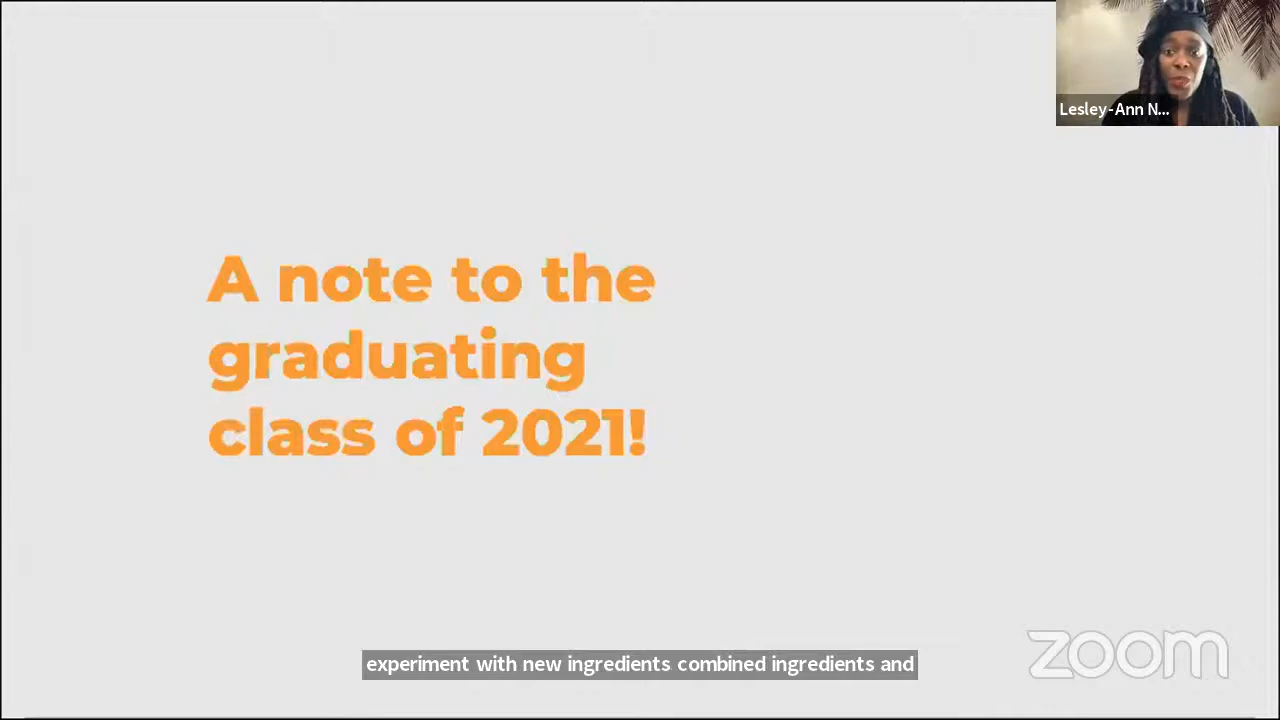 Lesley-Ann N...
A note to the
graduating
class of 2021!
experiment with new ingredients combined ingredients and
zoom